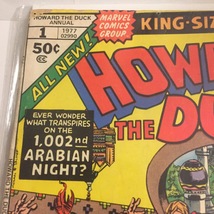 HOWARD THE DUCK
ANNUAL
1
1977
02990
MARVEL
COMICS
GROUP
KING-SIZ
50¢
CC
ALL NEW!
HOW
THE DU
EVER WONDER
WHAT TRANSPIRES
ON THE
1,002nd
ARABIAN
NIGHT?